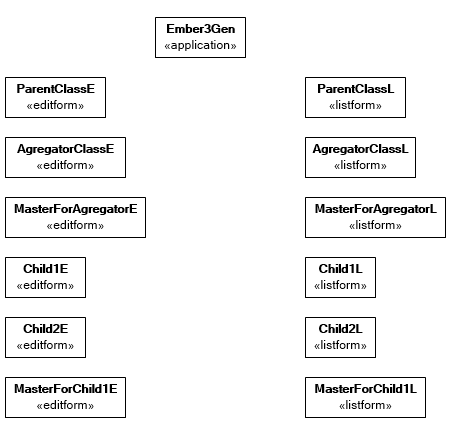 Ember3Gen
«application»
ParentClassE
«editform»
ParentClassL
«listform»
AgregatorClassE
«editform»
AgregatorClassL
«listform»
MasterForAgregatorE
«editform»
MasterForAgregatorL
«listform»
Child1E
«editform»
Child1L
«listform»
Child2E
«editform»
Child2L
«listform»
MasterForChild1E
«editform»
MasterForChild1L
«listform»